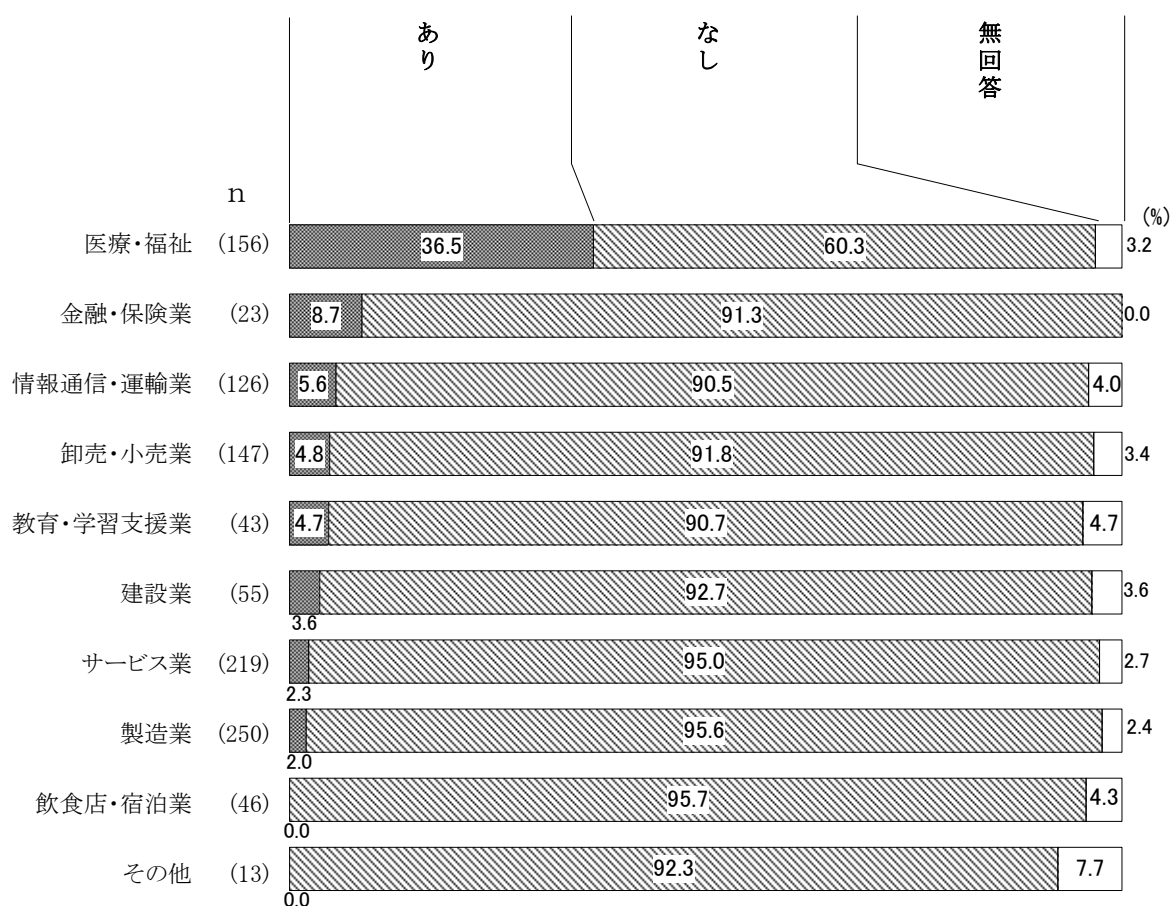 あり なし 無回答
n
(%)
医療・福祉 (156) 36.5 60.3 3.2
金融・保険業 (23) 8.7 91.3 0.0
情報通信・運輸業 (126) 5.6 90.5 4.0
卸売・小売業 (147) 4.8 91.8 3.4
教育・学習支援業 (43) 4.7 90.7 4.7
建設業 (55) 3.6 92.7 3.6
サービス業 (219) 2.3 95.0 2.7
製造業 (250) 2.0 95.6 2.4
飲食店・宿泊業 (46) 0.0 95.7 4.3
その他 (13) 0.0 92.3 7.7